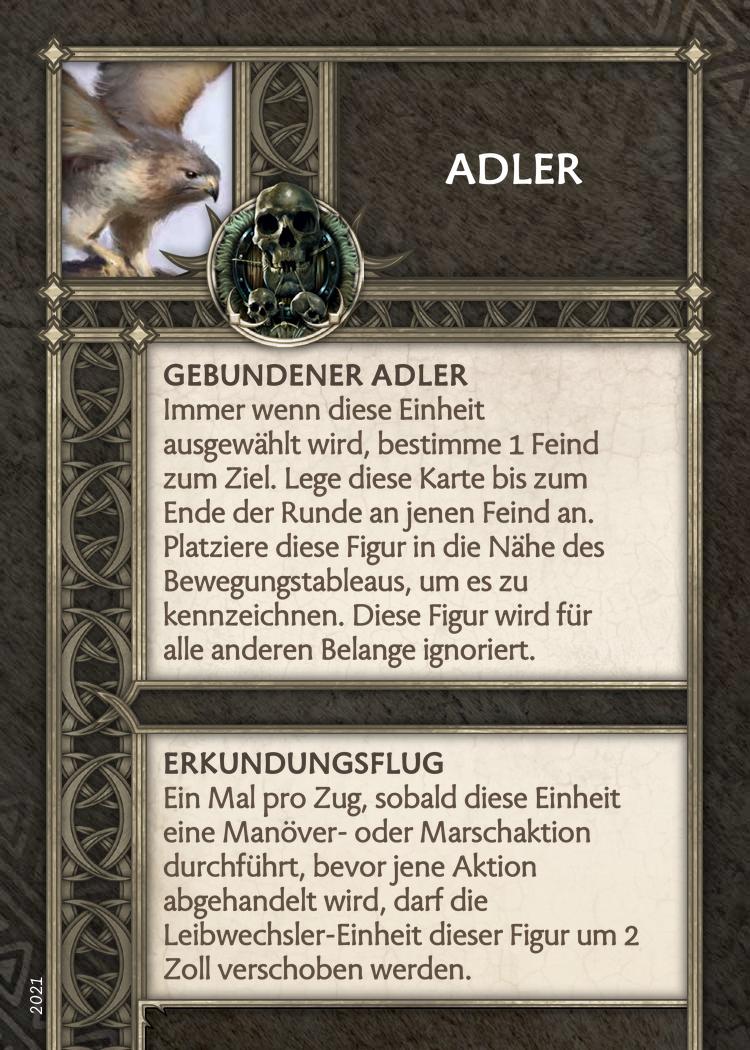 ADLER
GEBUNDENER ADLER
Immer wenn diese Einheit
ausgewählt wird, bestimme 1 Feind
zum Ziel. Lege diese Karte bis zum
Ende der Runde an jenen Feind an.
Platziere diese Figur in die Nähe des
Bewegungstableaus, um es zu
kennzeichnen. Diese Figur wird für
alle anderen Belange ignoriert.
ERKUNDUNGSFLUG
Ein Mal pro Zug, sobald diese Einheit
eine Manöver- oder Marschaktion
durchführt, bevor jene Aktion
abgehandelt wird, darf die
Leibwechsler-Einheit dieser Figur um 2
Zoll verschoben werden.
2021